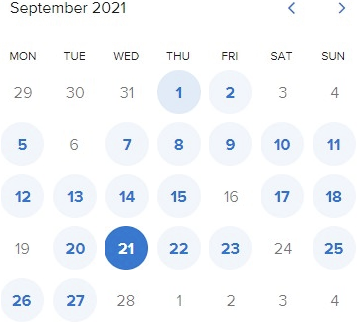 September 2021
MON TUE WED THU FRI SAT SUN
29 30 31 1 2 3 4
5 6 7 8 9 10 11
12 13 14 15 16 17 18
19 20 21 22 23 24 25
26 27 28 1 2 3 4